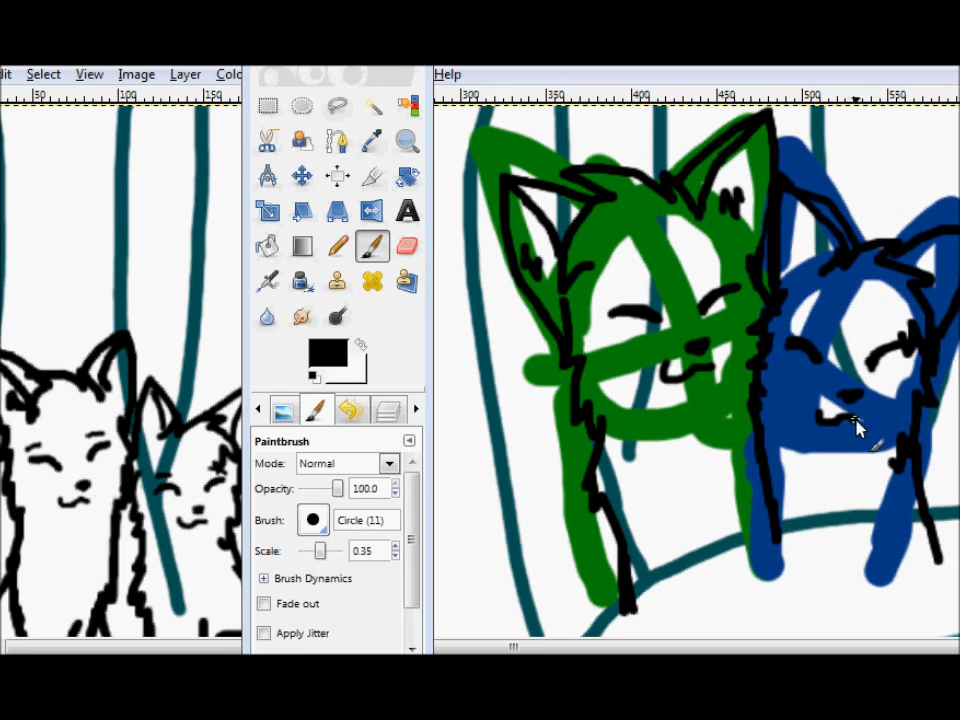 dit Select View Image Layer Colo Help
50 100 150 300 350 400 450 500 550
Paintbrush
Mode: Normal
Opacity: 100.0
Brush: Circle (11)
Scale: 0.35
Brush Dynamics
Fade out
Apply Jitter